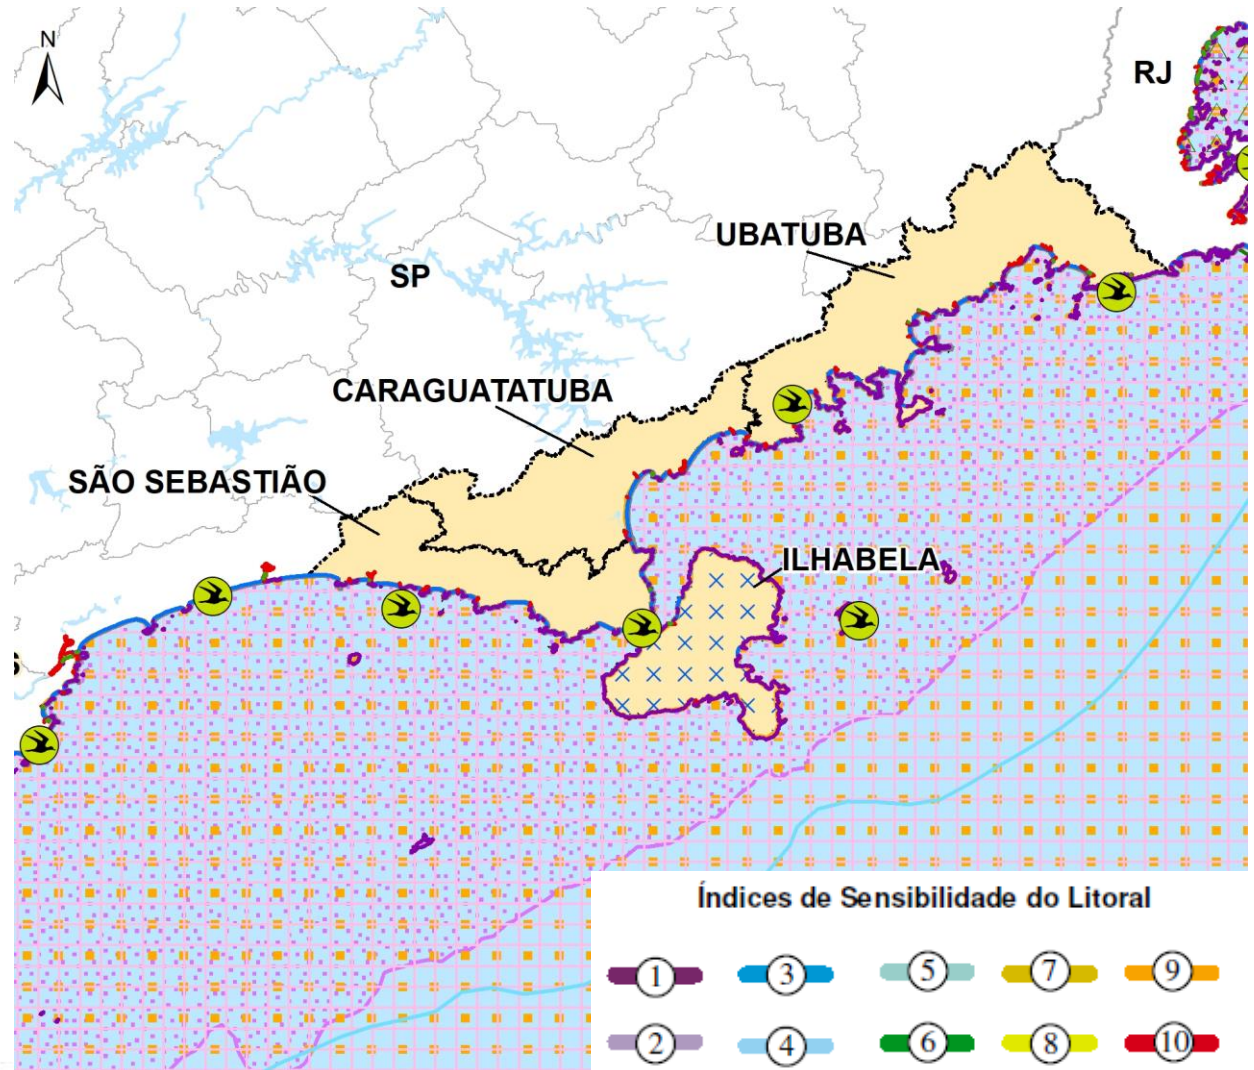 N
RJ
UBATUBA
SP
CARAGUATATUBA
SÃO SEBASTIÃO
ILHABELA
S
Índices de Sensibilidade do Litoral
1 3 5 7 9
2 4 6 8 10